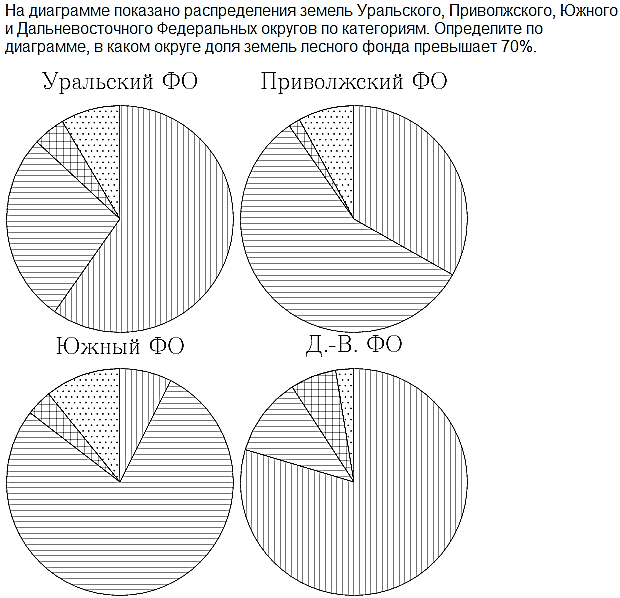 На диаграмме показано распределения земель Уральского, Приволжского, Южного
и Дальневосточного Федеральных округов по категориям. Определите по
диаграмме, в каком округе доля земель лесного фонда превышает 70%.
Уральский ФО Приволжский ФО
Южный ФО Д.-В. ФО